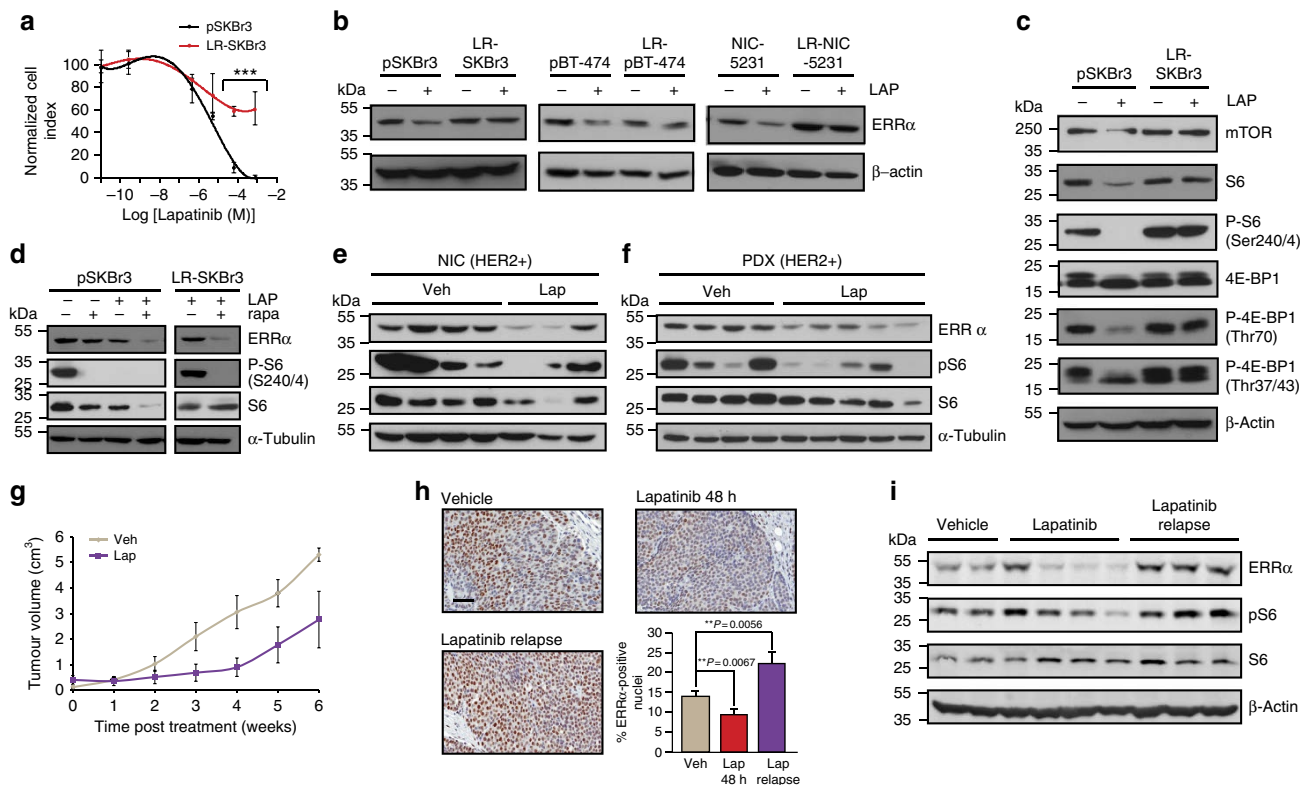 a
pSKBr3
LR-SKBr3
***
Normalized cell index
100
80
60
40
20
0
−10 −8 −6 −4 −2
Log [Lapatinib (M)]
b
pSKBr3 LR-SKBr3 pBT-474 LR-pBT-474 NIC-5231 LR-NIC-5231
kDa − + − + − + − + − + − + LAP
55
35
ERRα
55
35
β–actin
c
pSKBr3 LR-SKBr3
kDa − + − + LAP
250
35
mTOR
35
25
S6
35
25
P-S6 (Ser240/4)
20
15
4E-BP1
20
15
P-4E-BP1 (Thr70)
20
15
P-4E-BP1 (Thr37/43)
55
35
β-Actin
d
pSKBr3 LR-SKBr3
− − + + + + LAP
kDa − + − + − + rapa
55
35
ERRα
35
25
P-S6 (S240/4)
35
25
S6
55
α-Tubulin
e
NIC (HER2+)
Veh Lap
kDa
55
35
25
35
25
55
f
PDX (HER2+)
Veh Lap
kDa
55
ERR α
35
25
pS6
35
25
S6
55
α-Tubulin
g
Veh
Lap
Tumour volume (cm3)
6
5
4
3
2
1
0
0 1 2 3 4 5 6
Time post treatment (weeks)
h
Vehicle
Lapatinib 48 h
Lapatinib relapse
% ERRα-positive nuclei
30
25
20
15
10
5
0
**P=0.0056
**P=0.0067
Veh Lap 48 h Lap relapse
i
Vehicle Lapatinib Lapatinib relapse
kDa
55
35
ERRα
35
25
pS6
35
25
S6
55
35
β-Actin